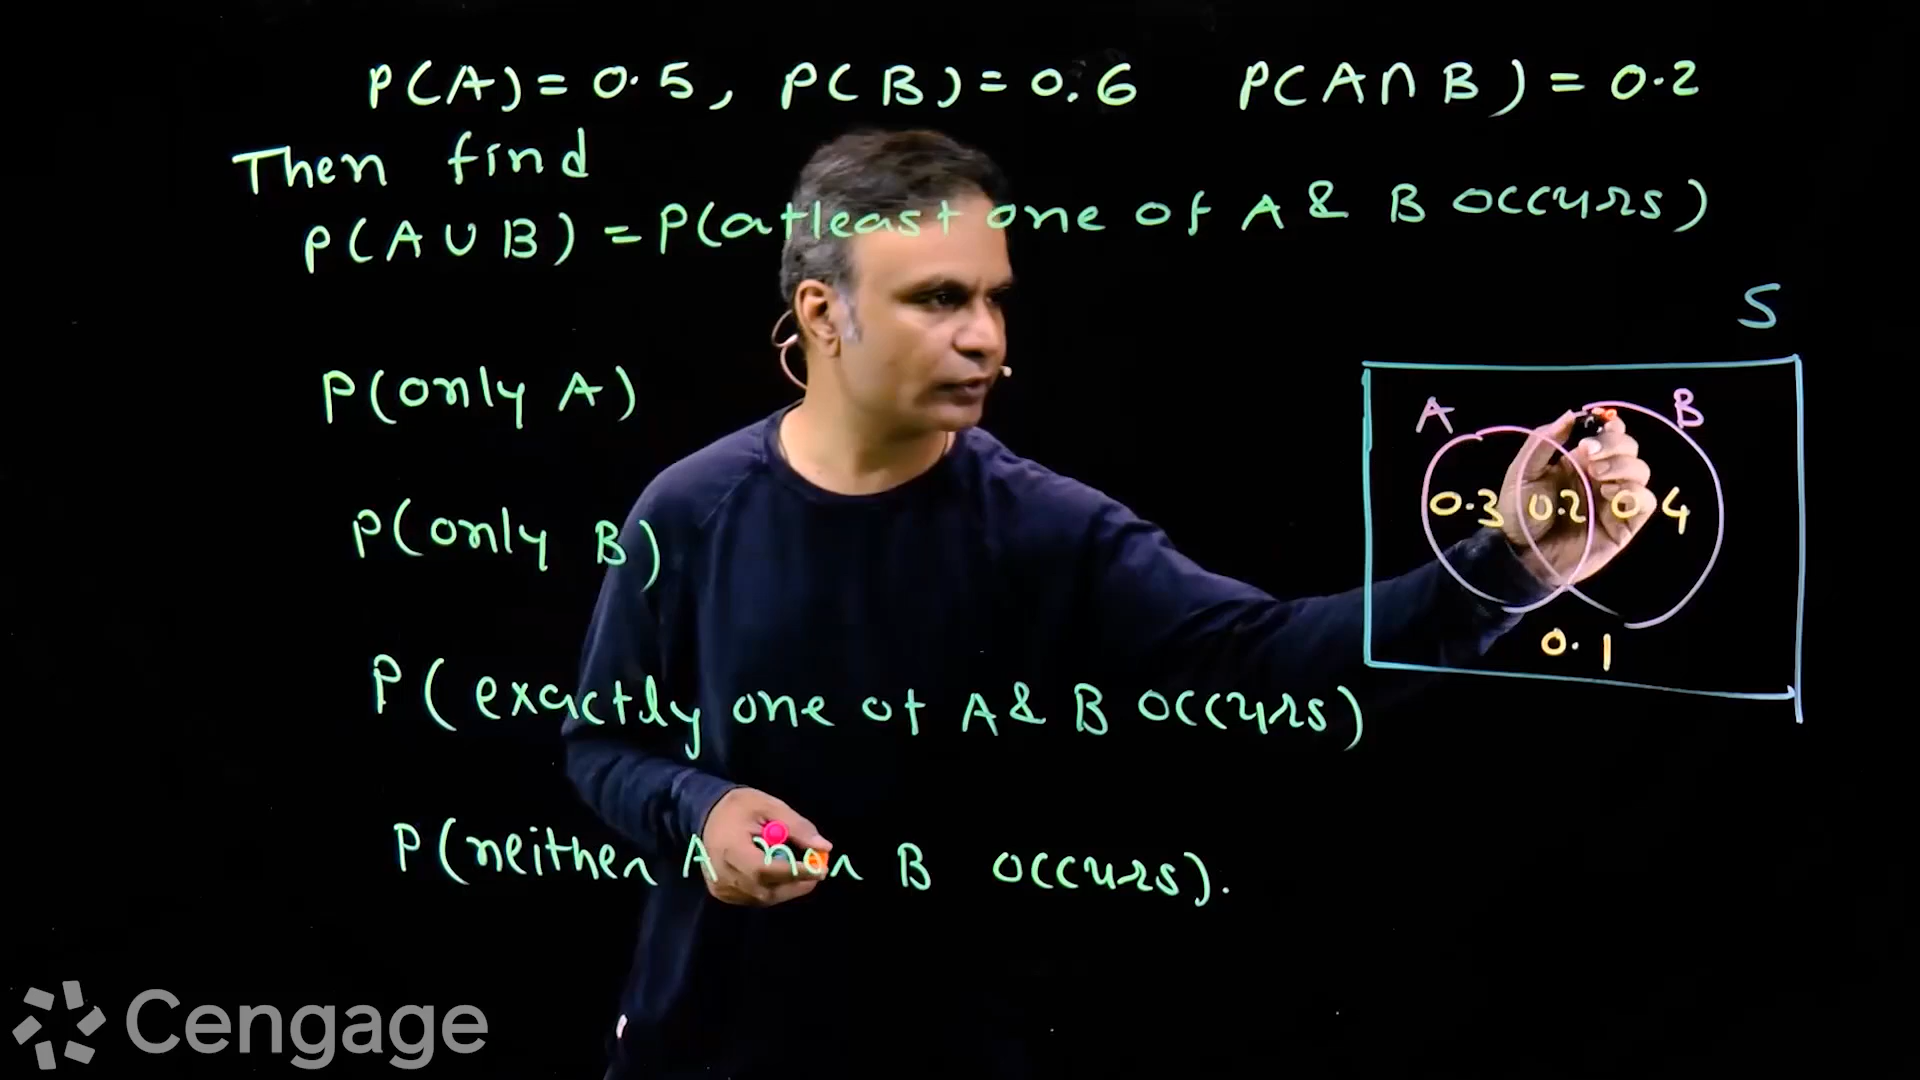 P(A) = 0.5, P(B) = 0.6 P(A∩B) = 0.2
Then find
P(A∪B) = P(atleast one of A & B occurs)
S
P(only A)
A B
0.3 0.2 0.4
P(only B)
0.1
P(exactly one of A & B occurs)
P(neither A nor B occurs).
Cengage